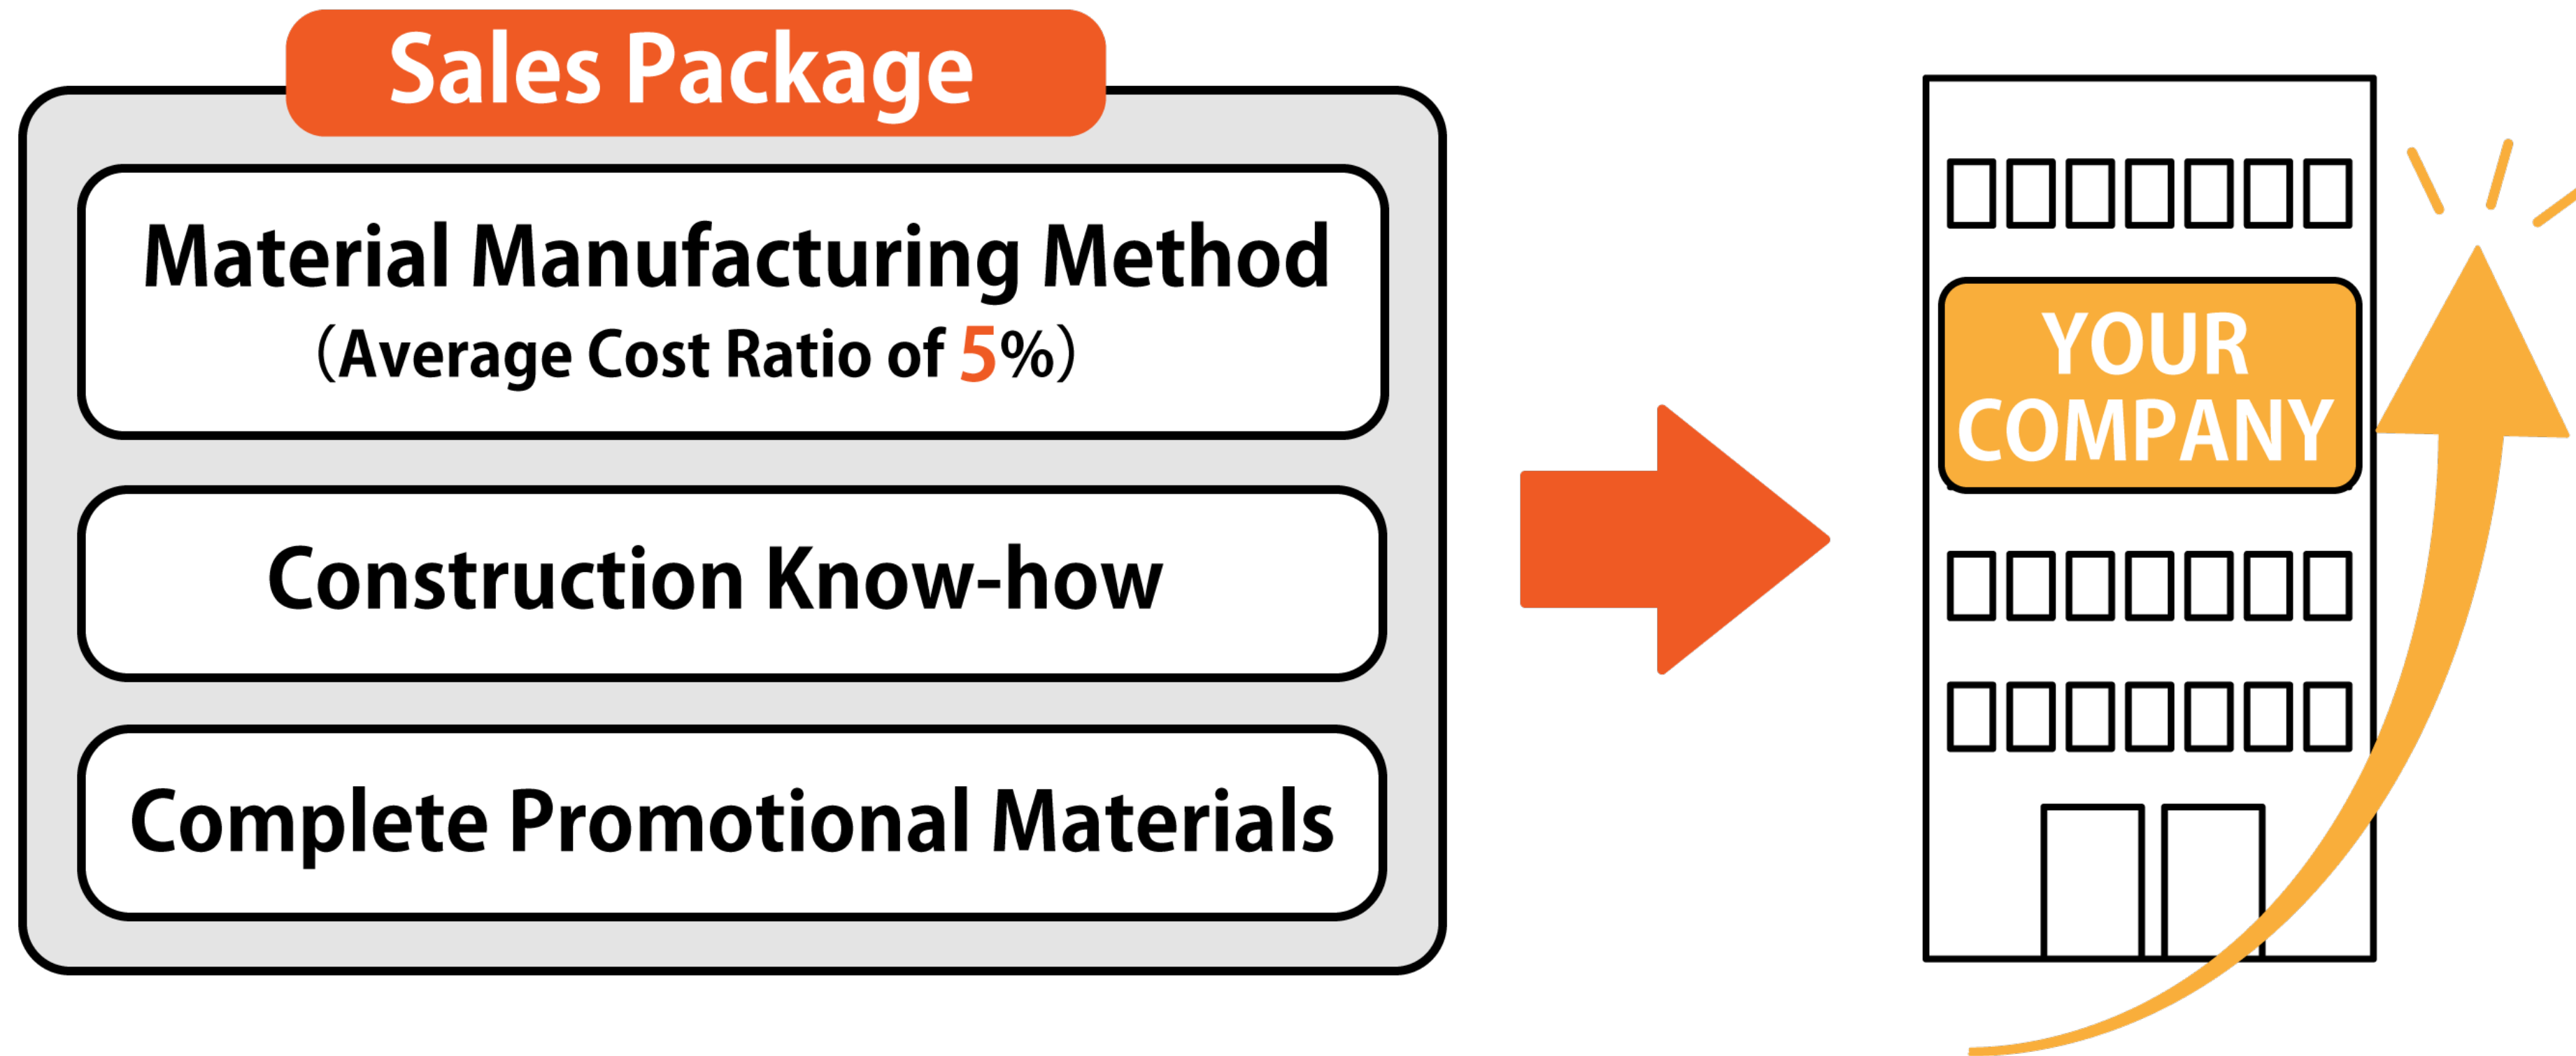 Sales Package
Material Manufacturing Method
（Average Cost Ratio of 5%）
Construction Know-how
Complete Promotional Materials
YOUR
COMPANY